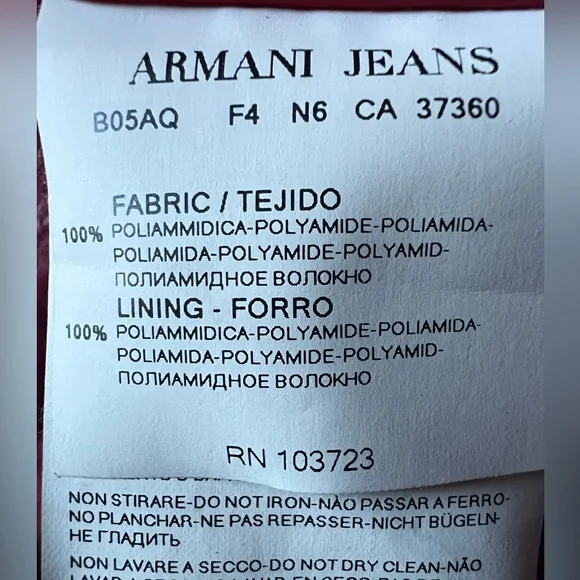 ARMANI JEANS
B05AQ F4 N6 CA 37360
FABRIC / TEJIDO
100% POLIAMMIDICA-POLYAMIDE-POLIAMIDA-
POLIAMIDA-POLYAMIDE-POLYAMID-
ПОЛИАМИДНОЕ ВОЛОКНО
LINING - FORRO
100% POLIAMMIDICA-POLYAMIDE-POLIAMIDA-
POLIAMIDA-POLYAMIDE-POLYAMID-
ПОЛИАМИДНОЕ ВОЛОКНО
RN 103723
NON STIRARE-DO NOT IRON-NÃO PASSAR A FERRO-
NO PLANCHAR-NE PAS REPASSER-NICHT BÜGELN-
НЕ ГЛАДИТЬ
NON LAVARE A SECCO-DO NOT DRY CLEAN-NÃO